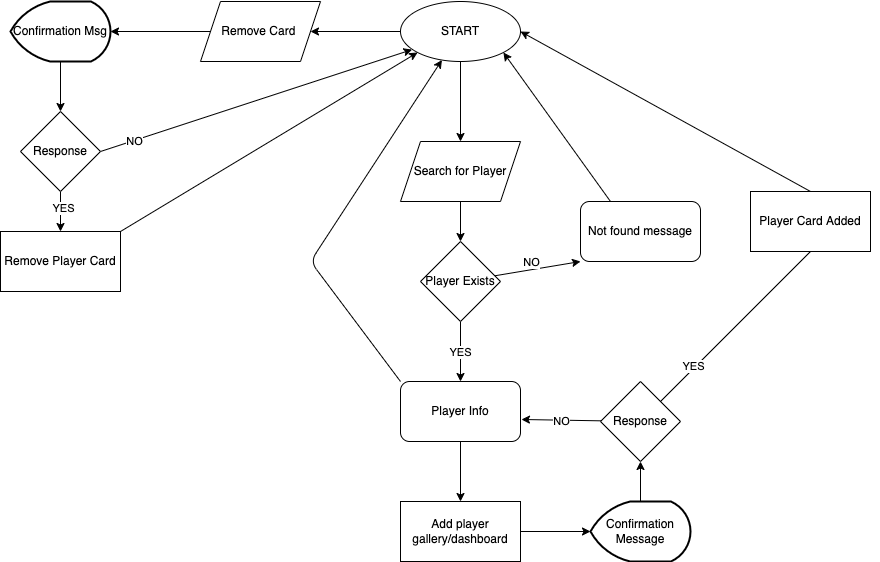 Confirmation Msg
Remove Card
START
NO
Response
YES
Remove Player Card
Search for Player
Player Exists
NO
Not found message
Player Card Added
YES
Player Info
NO
Response
YES
Add player
gallery/dashboard
Confirmation
Message